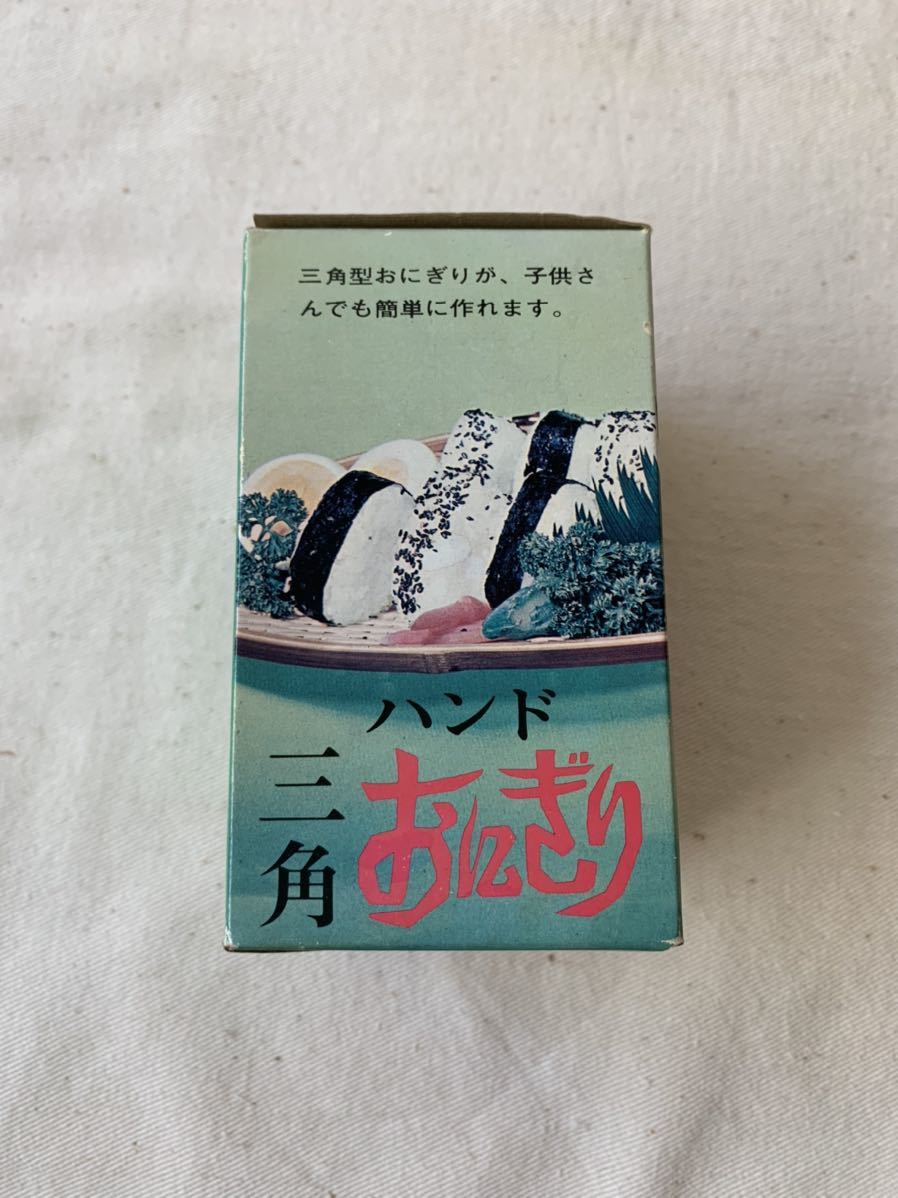 三角型おにぎりが、子供さ
んでも簡単に作れます。
ハンド
三角
おにぎり